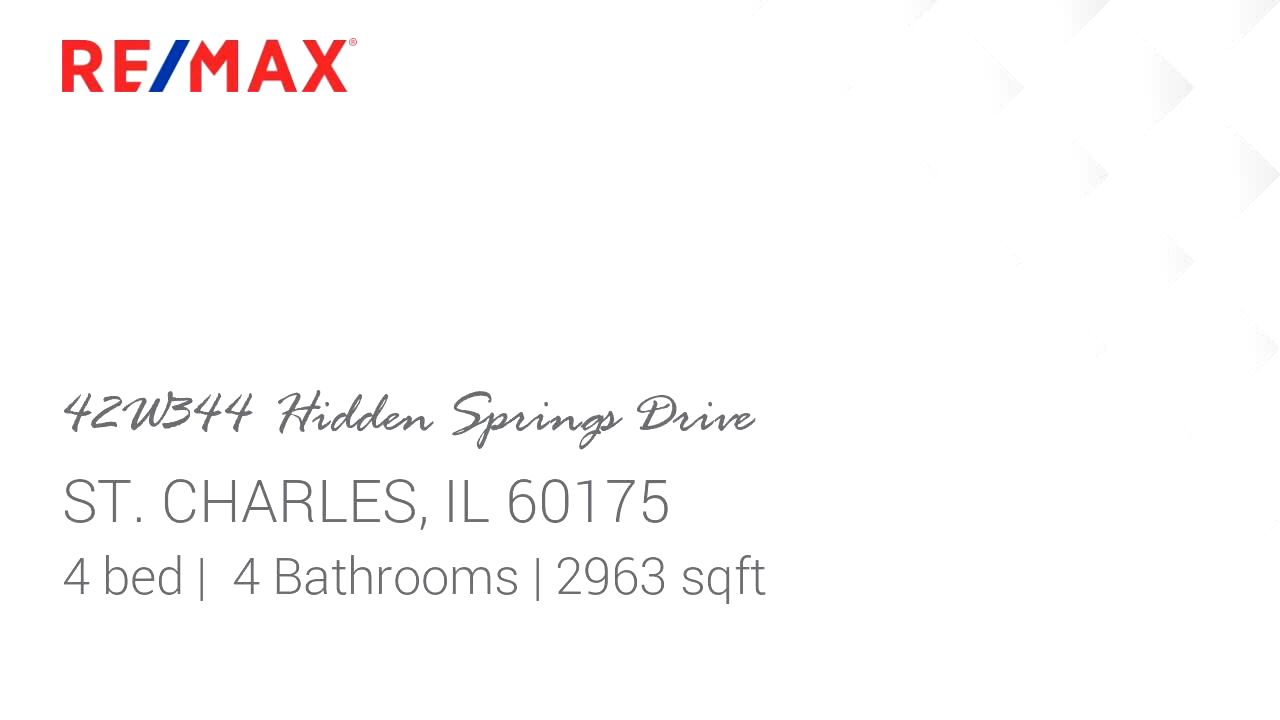 RE/MAX®
42W344 Hidden Springs Drive
ST. CHARLES, IL 60175
4 bed |  4 Bathrooms | 2963 sqft